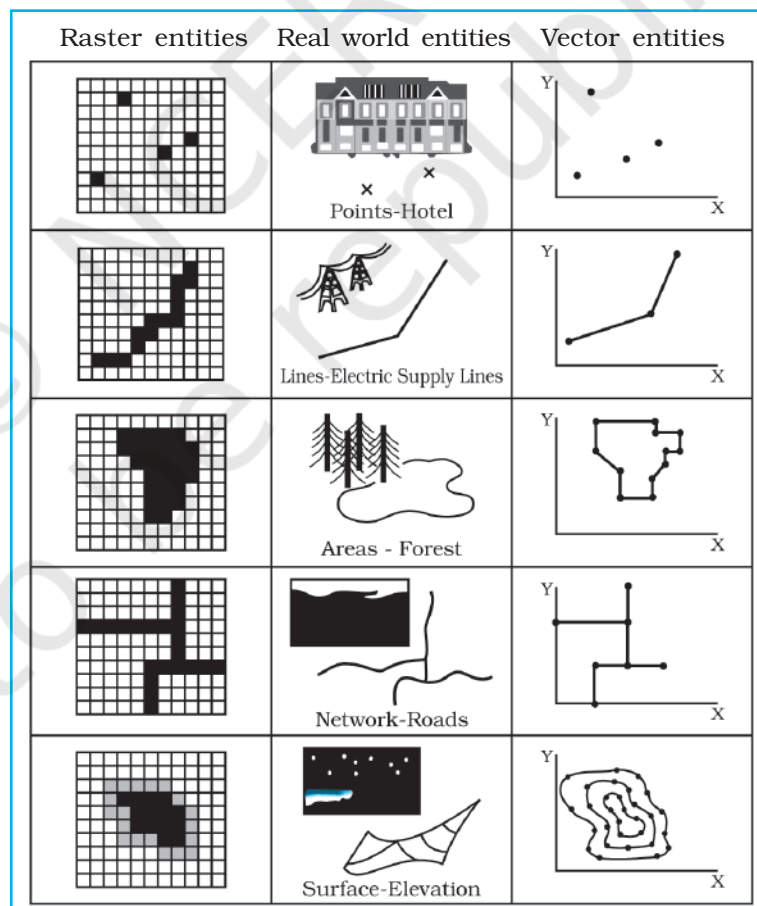 Raster entities Real world entities Vector entities
Y
X
Points-Hotel
Y
X
Lines-Electric Supply Lines
Y
X
Areas - Forest
Y
X
Network-Roads
Y
X
Surface-Elevation